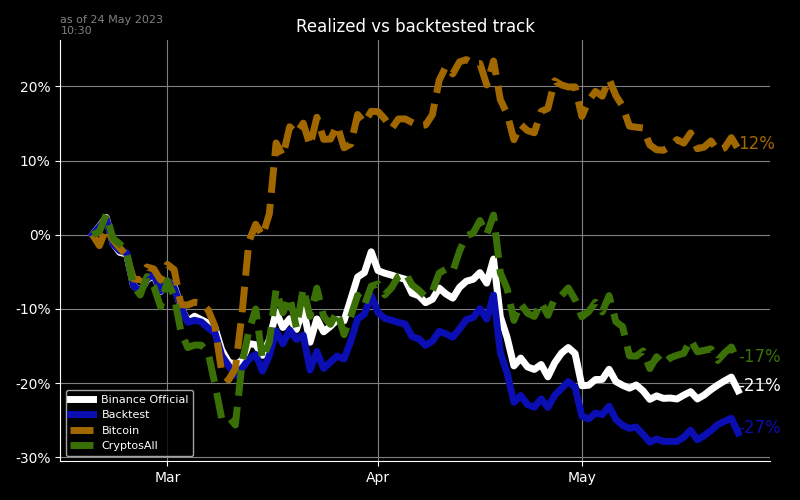 as of 24 May 2023
10:30
Realized vs backtested track
20%
10%
0%
-10%
-20%
-30%
12%
-17%
-21%
-27%
Binance Official
Backtest
Bitcoin
CryptosAll
Mar
Apr
May